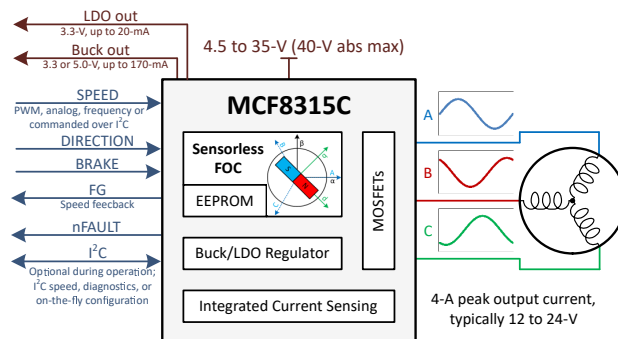 LDO out
3.3-V, up to 20-mA
Buck out
3.3 or 5.0-V, up to 170-mA
4.5 to 35-V (40-V abs max)
SPEED
PWM, analog, frequency or
commanded over I²C
DIRECTION
BRAKE
FG
Speed feecback
nFAULT
I²C
Optional during operation;
I²C speed, diagnostics, or
on-the-fly configuration
MCF8315C
Sensorless
FOC
EEPROM
β
B
q
S
A
α
N
C
d
MOSFETs
Buck/LDO Regulator
Integrated Current Sensing
A
B
C
4-A peak output current,
typically 12 to 24-V